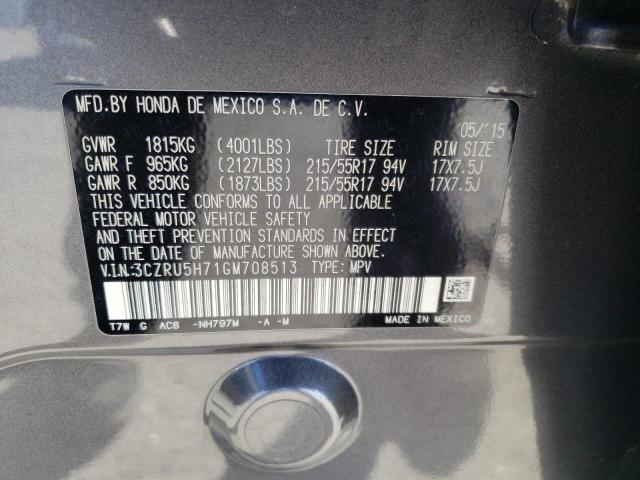 MFD.BY HONDA DE MEXICO S.A. DE C.V.
05/'15
GVWR 1815KG (4001LBS) TIRE SIZE RIM SIZE
GAWR F 965KG (2127LBS) 215/55R17 94V 17X7.5J
GAWR R 850KG (1873LBS) 215/55R17 94V 17X7.5J
THIS VEHICLE CONFORMS TO ALL APPLICABLE
FEDERAL MOTOR VEHICLE SAFETY
AND THEFT PREVENTION STANDARDS IN EFFECT
ON THE DATE OF MANUFACTURE SHOWN ABOVE.
V.I.N:3CZRU5H71GM708513 TYPE: MPV
T7W G ACB -NH797M -A -M MADE IN MEXICO